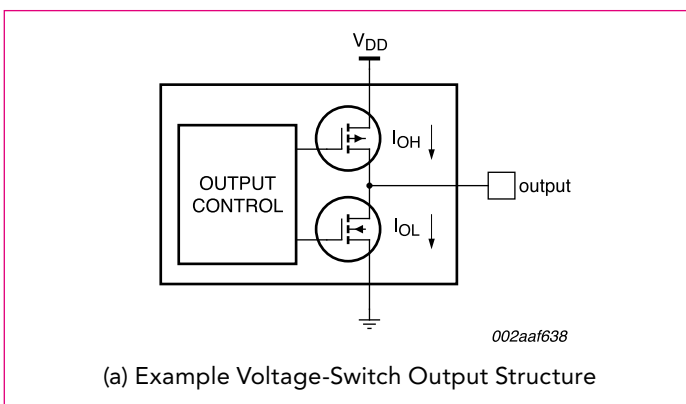 VDD
IOH
OUTPUT
CONTROL
output
IOL
002aaf638
(a) Example Voltage-Switch Output Structure